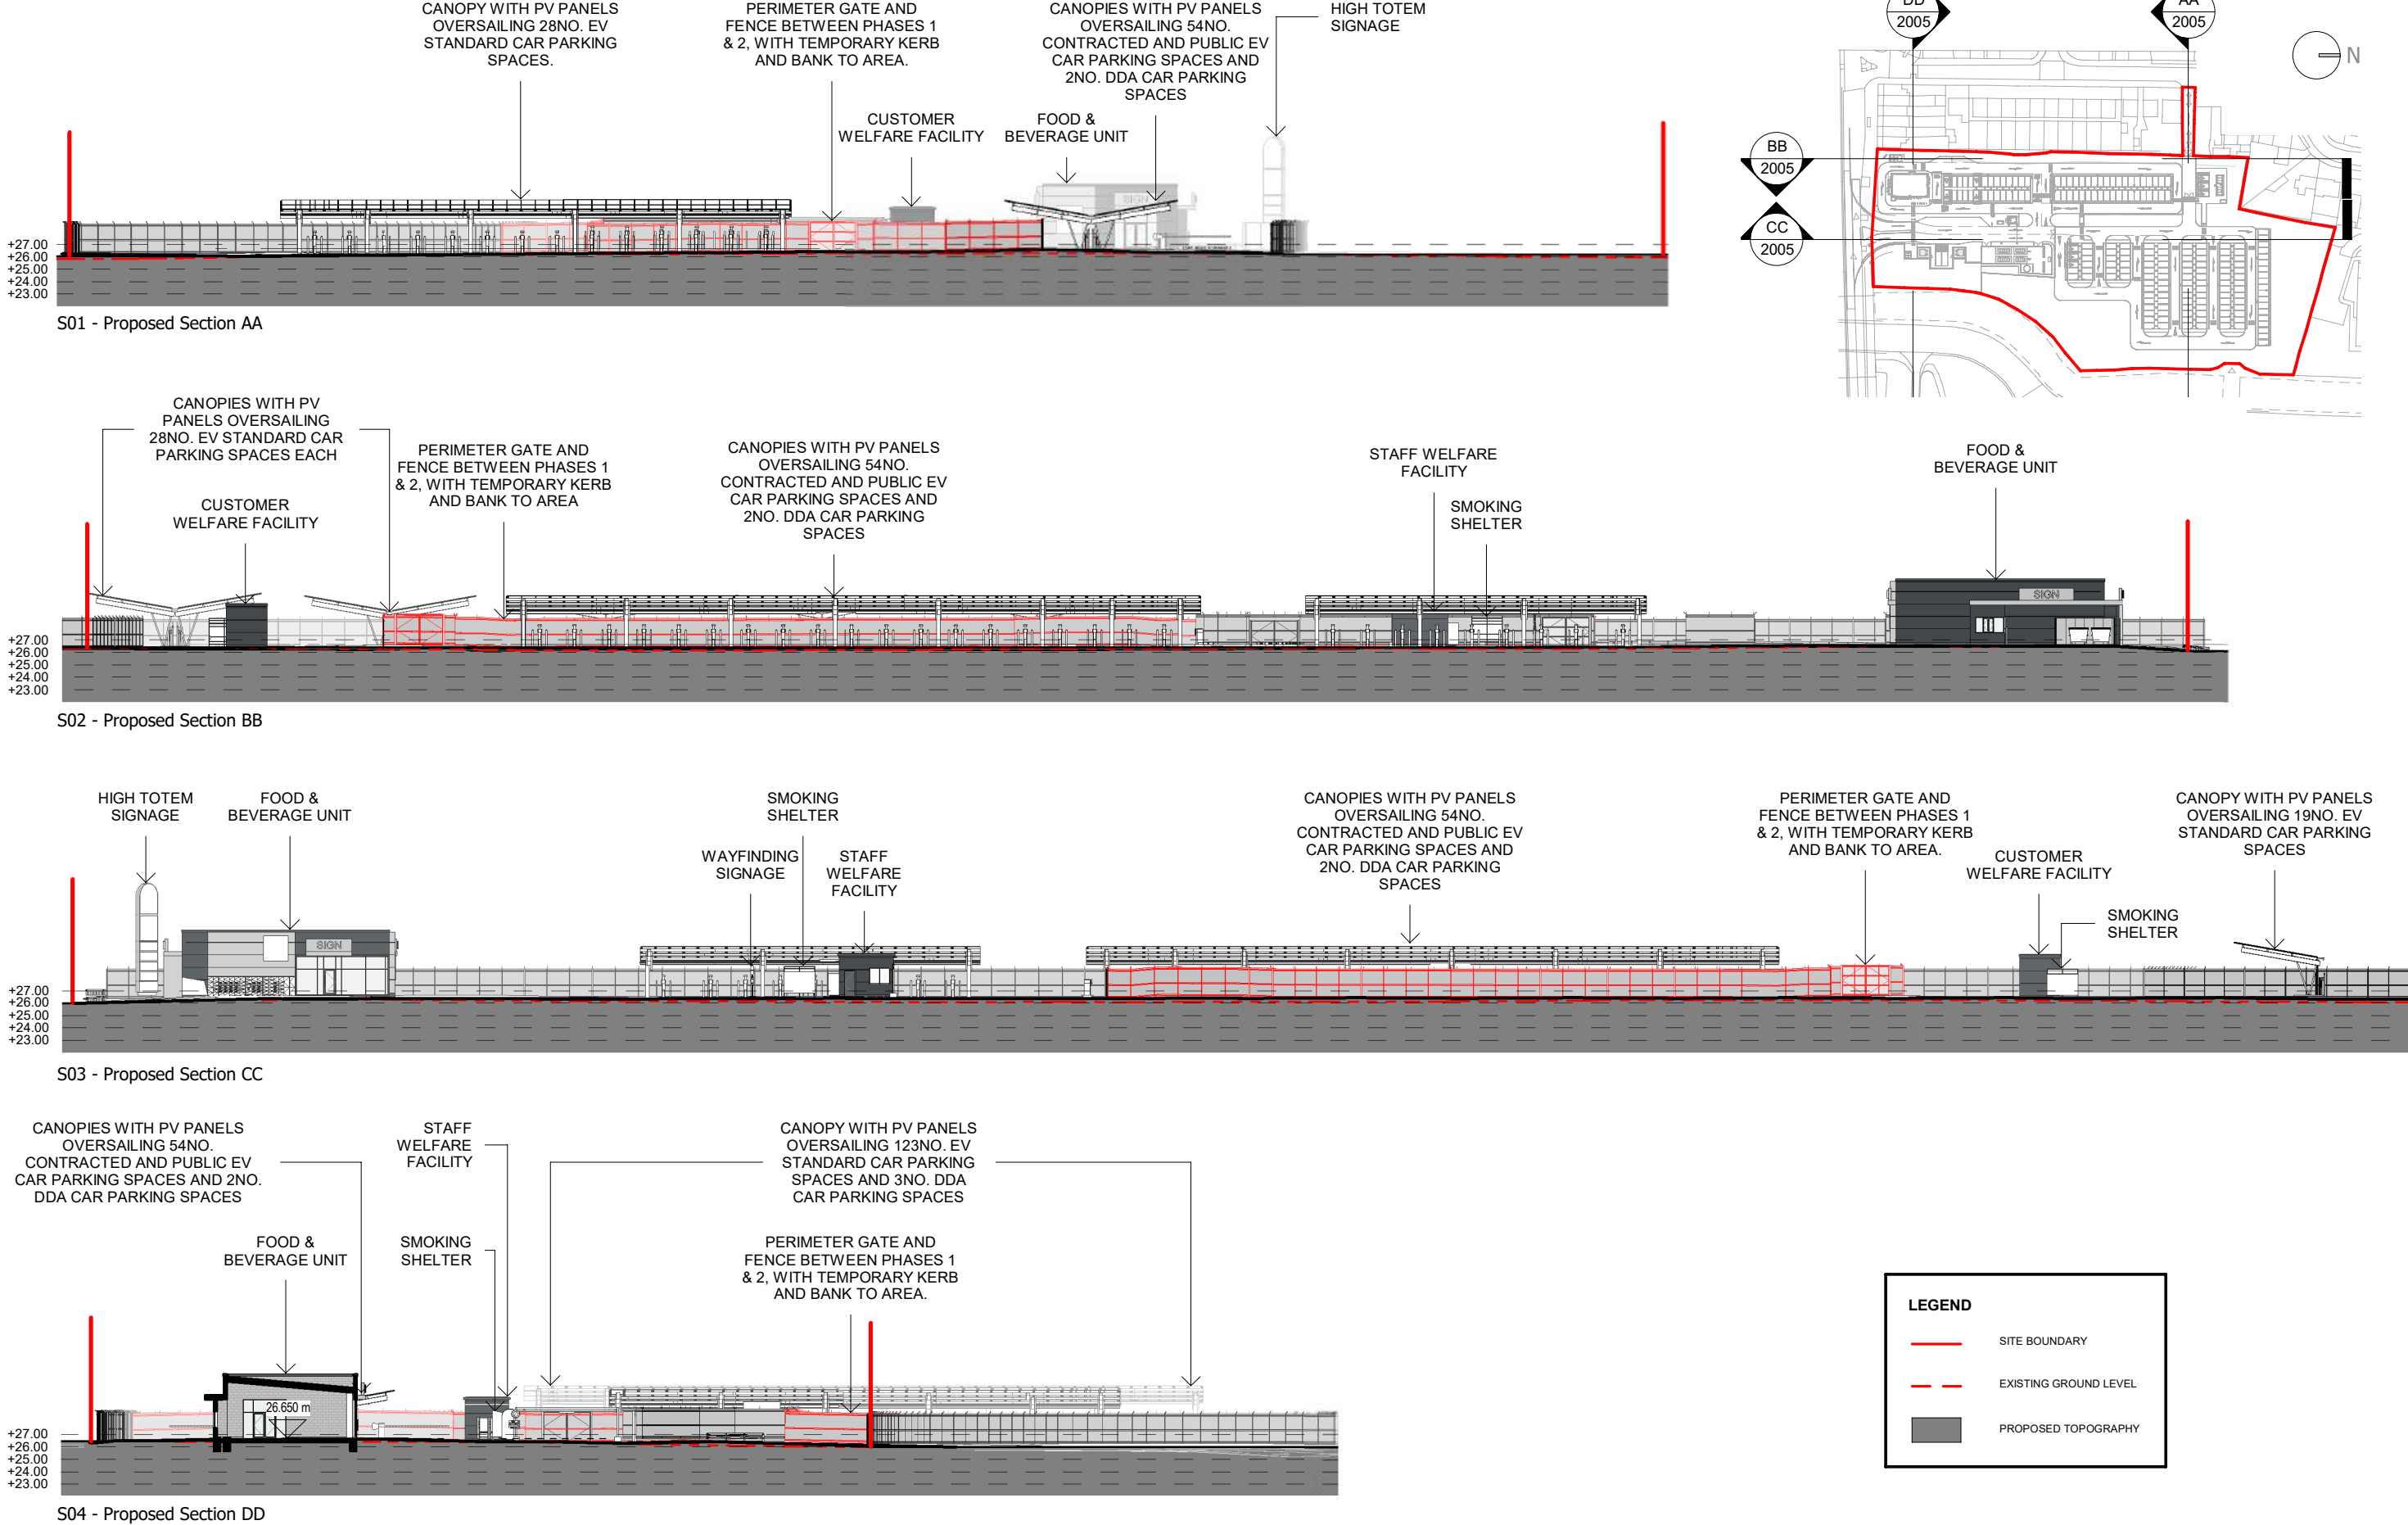 CANOPY WITH PV PANELS
OVERSAILING 28NO. EV
STANDARD CAR PARKING
SPACES.
PERIMETER GATE AND
FENCE BETWEEN PHASES 1
& 2, WITH TEMPORARY KERB
AND BANK TO AREA.
CUSTOMER
WELFARE FACILITY
FOOD &
BEVERAGE UNIT
CANOPIES WITH PV PANELS
OVERSAILING 54NO.
CONTRACTED AND PUBLIC EV
CAR PARKING SPACES AND
2NO. DDA CAR PARKING
SPACES
HIGH TOTEM
SIGNAGE
SIGN
+27.00
+26.00
+25.00
+24.00
+23.00
S01 - Proposed Section AA
DD
2005
AA
2005
N
BB
2005
CC
2005
CANOPIES WITH PV
PANELS OVERSAILING
28NO. EV STANDARD CAR
PARKING SPACES EACH
CUSTOMER
WELFARE FACILITY
PERIMETER GATE AND
FENCE BETWEEN PHASES 1
& 2, WITH TEMPORARY KERB
AND BANK TO AREA
CANOPIES WITH PV PANELS
OVERSAILING 54NO.
CONTRACTED AND PUBLIC EV
CAR PARKING SPACES AND
2NO. DDA CAR PARKING
SPACES
STAFF WELFARE
FACILITY
SMOKING
SHELTER
FOOD &
BEVERAGE UNIT
SIGN
+27.00
+26.00
+25.00
+24.00
+23.00
S02 - Proposed Section BB
HIGH TOTEM
SIGNAGE
FOOD &
BEVERAGE UNIT
SMOKING
SHELTER
WAYFINDING
SIGNAGE
STAFF
WELFARE
FACILITY
CANOPIES WITH PV PANELS
OVERSAILING 54NO.
CONTRACTED AND PUBLIC EV
CAR PARKING SPACES AND
2NO. DDA CAR PARKING
SPACES
PERIMETER GATE AND
FENCE BETWEEN PHASES 1
& 2, WITH TEMPORARY KERB
AND BANK TO AREA.
CUSTOMER
WELFARE FACILITY
SMOKING
SHELTER
CANOPY WITH PV PANELS
OVERSAILING 19NO. EV
STANDARD CAR PARKING
SPACES
SIGN
+27.00
+26.00
+25.00
+24.00
+23.00
S03 - Proposed Section CC
CANOPIES WITH PV PANELS
OVERSAILING 54NO.
CONTRACTED AND PUBLIC EV
CAR PARKING SPACES AND 2NO.
DDA CAR PARKING SPACES
FOOD &
BEVERAGE UNIT
STAFF
WELFARE
FACILITY
SMOKING
SHELTER
CANOPY WITH PV PANELS
OVERSAILING 123NO. EV
STANDARD CAR PARKING
SPACES AND 3NO. DDA
CAR PARKING SPACES
PERIMETER GATE AND
FENCE BETWEEN PHASES 1
& 2, WITH TEMPORARY KERB
AND BANK TO AREA.
26.650 m
+27.00
+26.00
+25.00
+24.00
+23.00
S04 - Proposed Section DD
LEGEND
SITE BOUNDARY
EXISTING GROUND LEVEL
PROPOSED TOPOGRAPHY